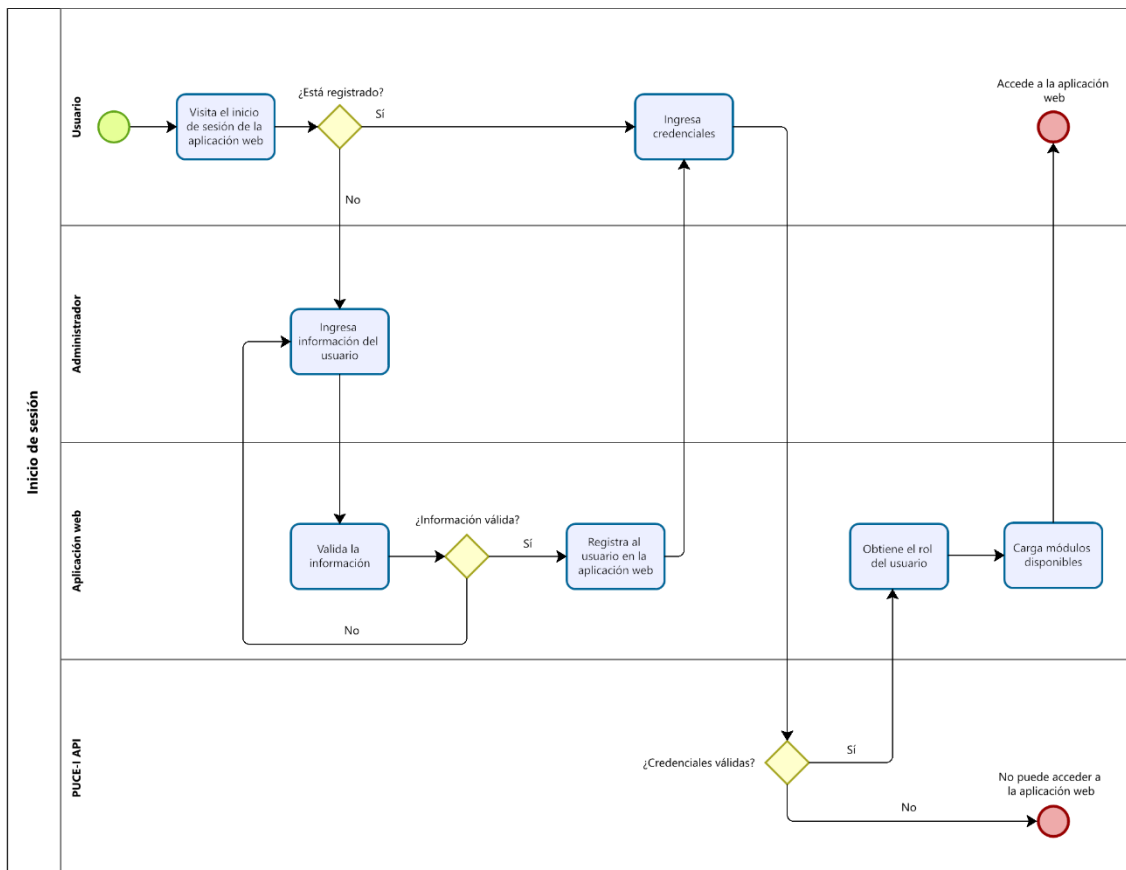 Inicio de sesión
Usuario
¿Está registrado?
Visita el inicio
de sesión de la
aplicación web
Sí
No
Ingresa
credenciales
Accede a la aplicación
web
Administrador
Ingresa
información del
usuario
Aplicación web
Valida la
información
¿Información válida?
Sí
No
Registra al
usuario en la
aplicación web
Obtiene el rol
del usuario
Carga módulos
disponibles
PUCE-I API
¿Credenciales válidas?
Sí
No
No puede acceder a
la aplicación web